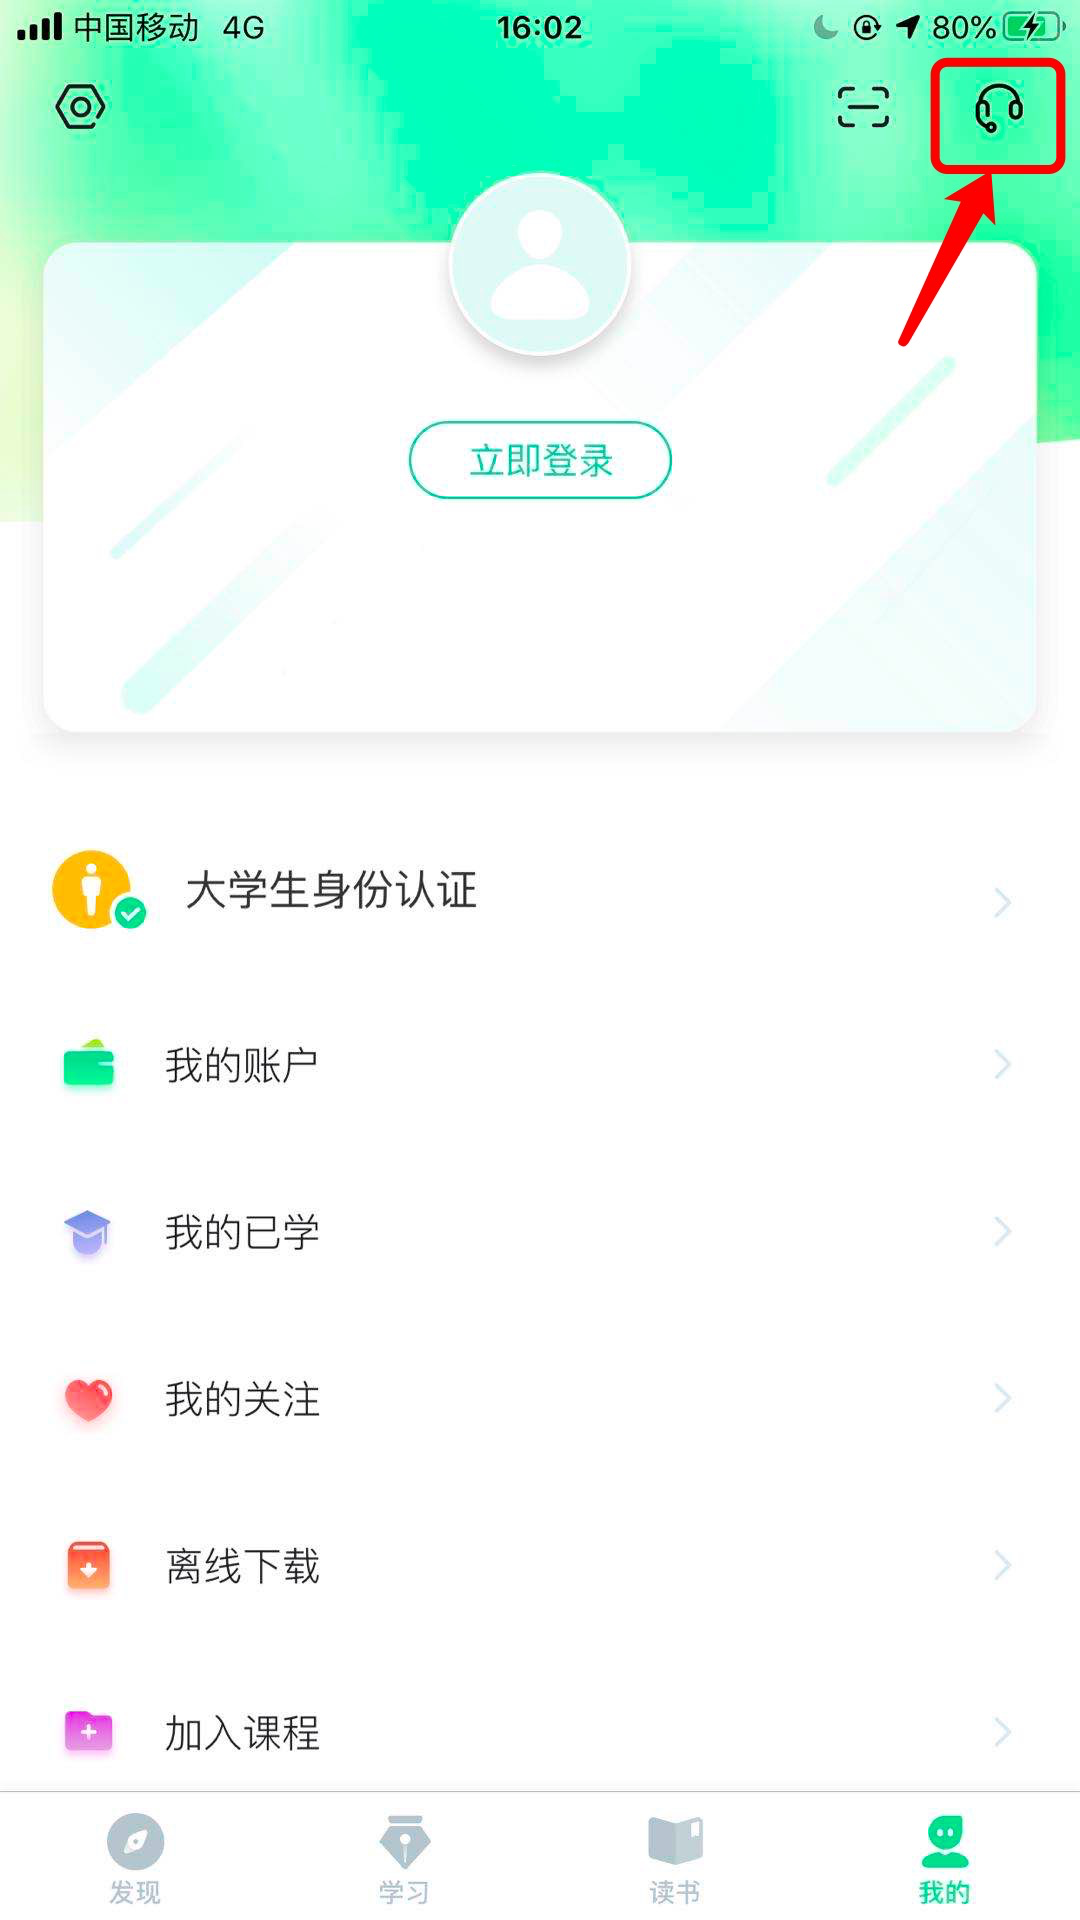 中国移动 4G 16:02 80%
立即登录
大学生身份认证
我的账户
我的已学
我的关注
离线下载
加入课程
发现 学习 读书 我的